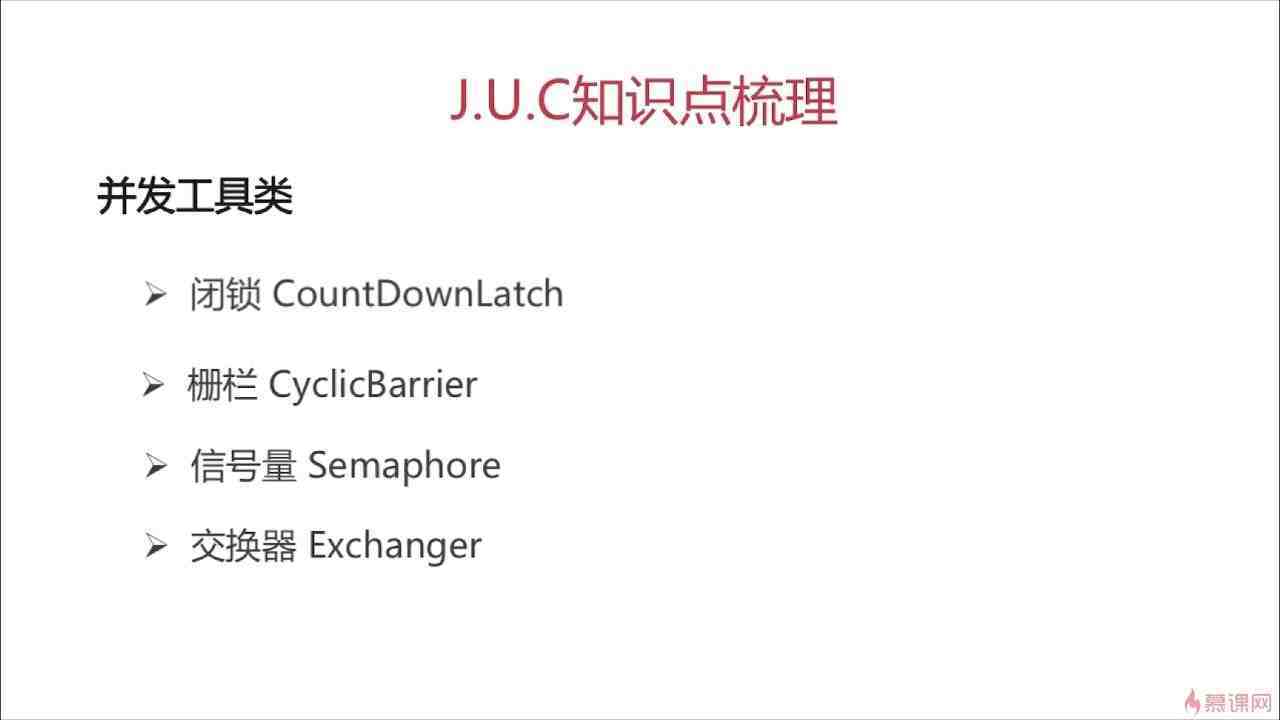 J.U.C知识点梳理
并发工具类
闭锁 CountDownLatch
栅栏 CyclicBarrier
信号量 Semaphore
交换器 Exchanger
慕课网